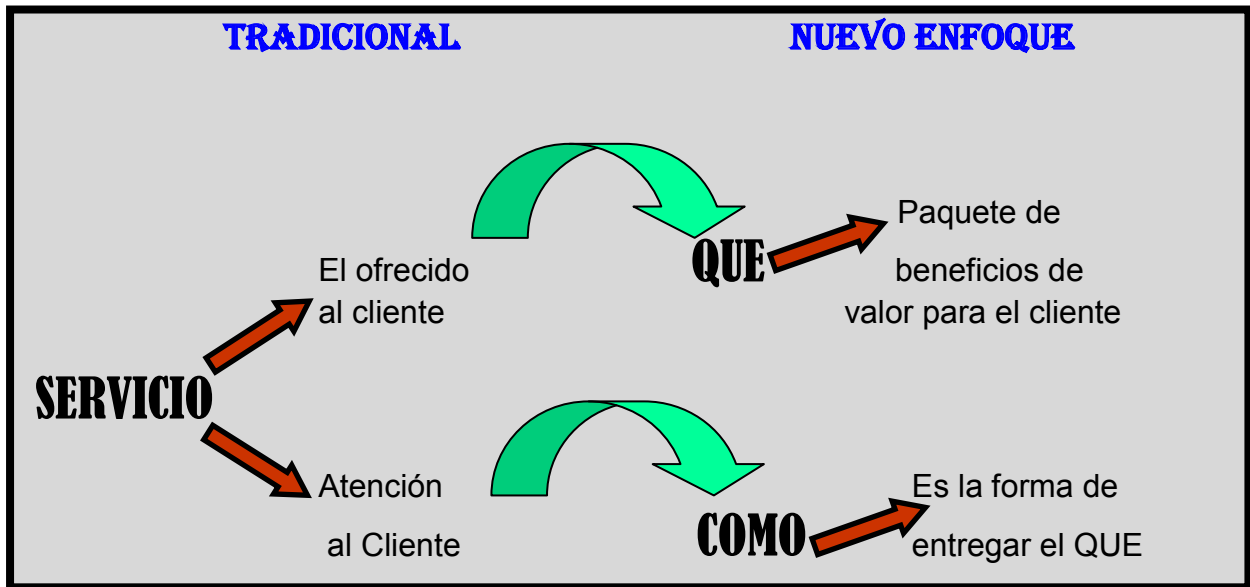 TRADICIONAL
NUEVO ENFOQUE
SERVICIO
El ofrecido
al cliente
QUE
Paquete de
beneficios de
valor para el cliente
Atención
al Cliente
COMO
Es la forma de
entregar el QUE